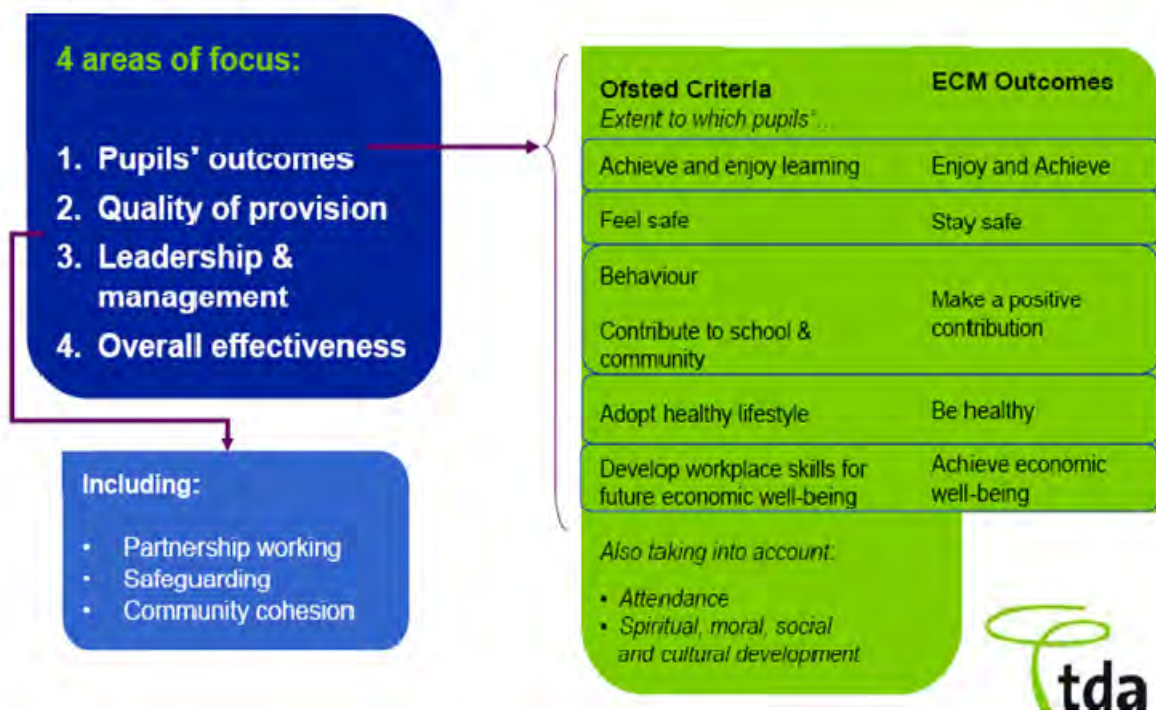 4 areas of focus:
1. Pupils' outcomes
2. Quality of provision
3. Leadership &
management
4. Overall effectiveness
Including:
• Partnership working
• Safeguarding
• Community cohesion
Ofsted Criteria
Extent to which pupils'...
ECM Outcomes
Achieve and enjoy learning
Enjoy and Achieve
Feel safe
Stay safe
Behaviour
Contribute to school &
community
Make a positive
contribution
Adopt healthy lifestyle
Be healthy
Develop workplace skills for
future economic well-being
Achieve economic
well-being
Also taking into account:
• Attendance
• Spiritual, moral, social
and cultural development
tda